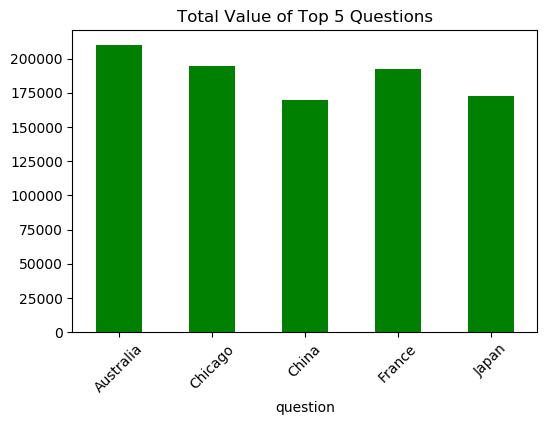 Total Value of Top 5 Questions
200000
175000
150000
125000
100000
75000
50000
25000
0
Australia
Chicago
China
France
Japan
question